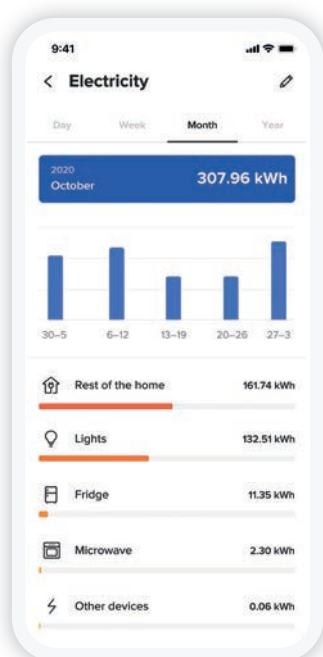 9:41
Electricity
Day Week Month Year
2020
October 307.96 kWh
30–5 6–12 13–19 20–26 27–3
Rest of the home 161.74 kWh
Lights 132.51 kWh
Fridge 11.35 kWh
Microwave 2.30 kWh
Other devices 0.06 kWh